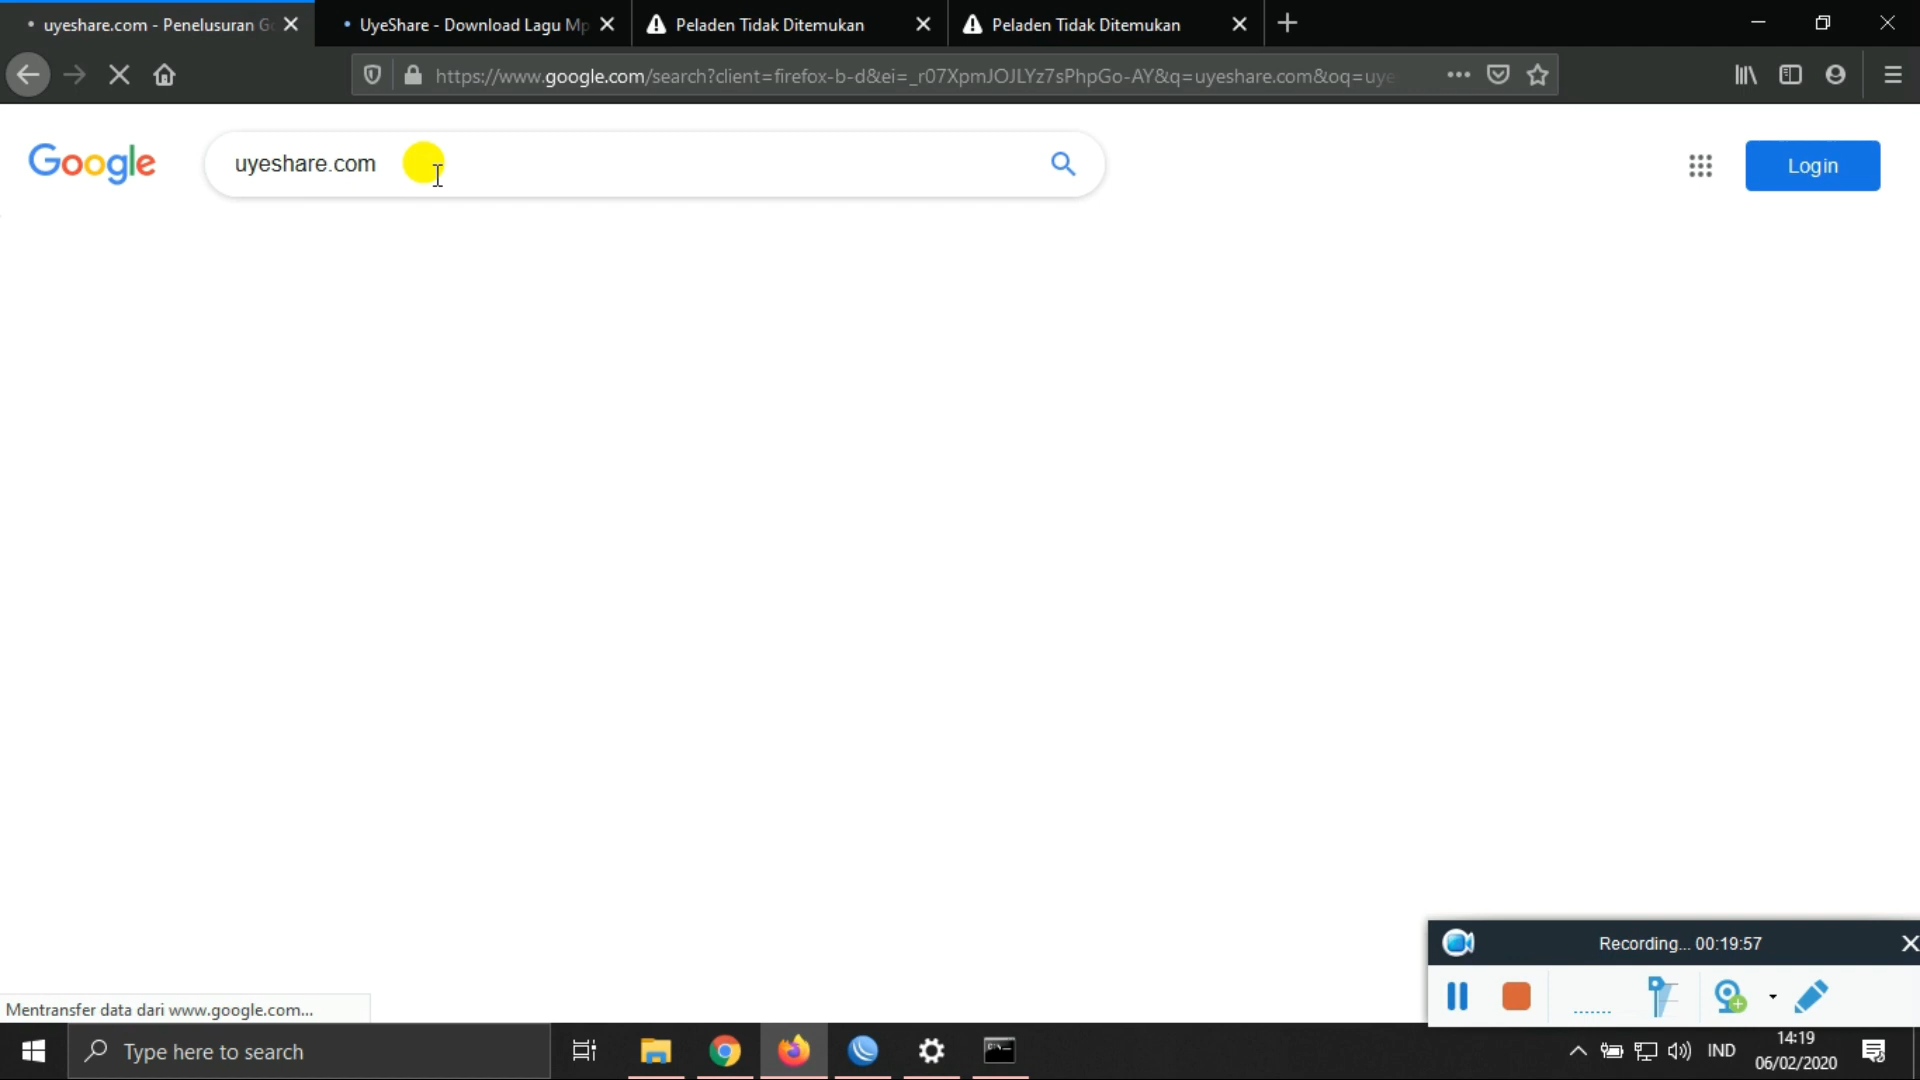 uyeshare.com - Penelusuran Go
UyeShare - Download Lagu Mp
Peladen Tidak Ditemukan
Peladen Tidak Ditemukan
https://www.google.com/search?client=firefox-b-d&ei=_r07XpmJOJLYz7sPhpGo-AY&q=uyeshare.com&oq=uye
Google
uyeshare.com
Login
Recording... 00:19:57
Mentransfer data dari www.google.com...
Type here to search
IND
14:19
06/02/2020